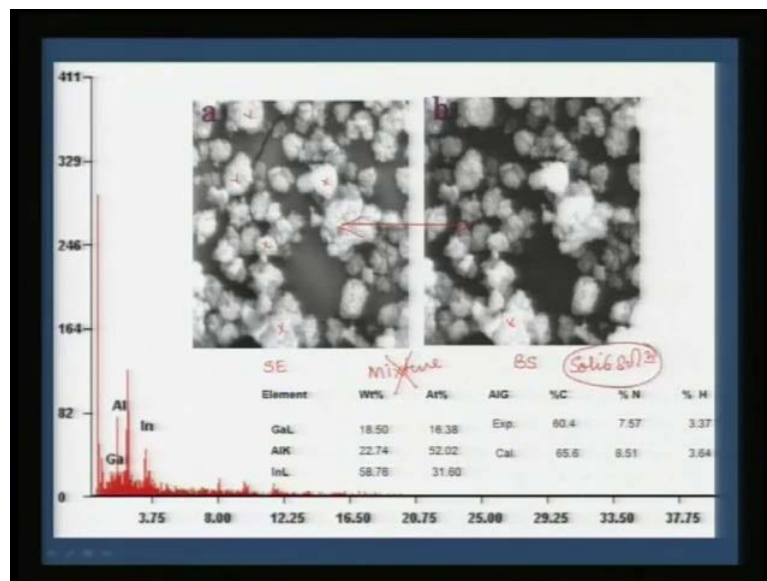 411
a
b
329
246
164
SE
mixture
BS
Solid Sol
Element Wt% At% AlG %C % N % H
82
Al
In
GaL 18.50 16.38 Exp. 60.4 7.57 3.37
Ga
AlK 22.74 52.02 Cal. 65.6 8.51 3.64
InL 58.76 31.60
0
3.75 8.00 12.25 16.50 20.75 25.00 29.25 33.50 37.75